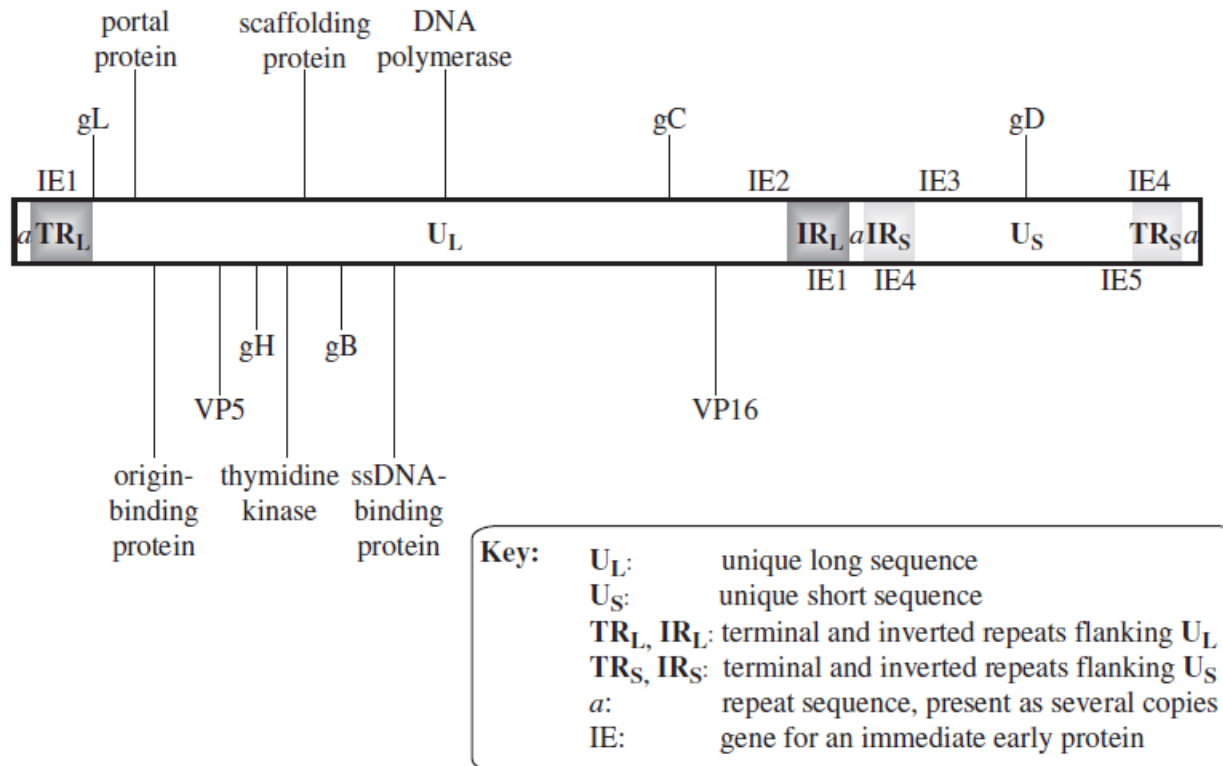 portal
protein
scaffolding
protein
DNA
polymerase
gL
gC
gD
IE1
IE2
IE3
IE4
a TRL
UL
IRL a IRS
US
TRS a
IE1
IE4
IE5
gH
gB
VP5
VP16
origin-
binding
protein
thymidine
kinase
ssDNA-
binding
protein
Key:
UL: unique long sequence
US: unique short sequence
TRL, IRL: terminal and inverted repeats flanking UL
TRS, IRS: terminal and inverted repeats flanking US
a: repeat sequence, present as several copies
IE: gene for an immediate early protein